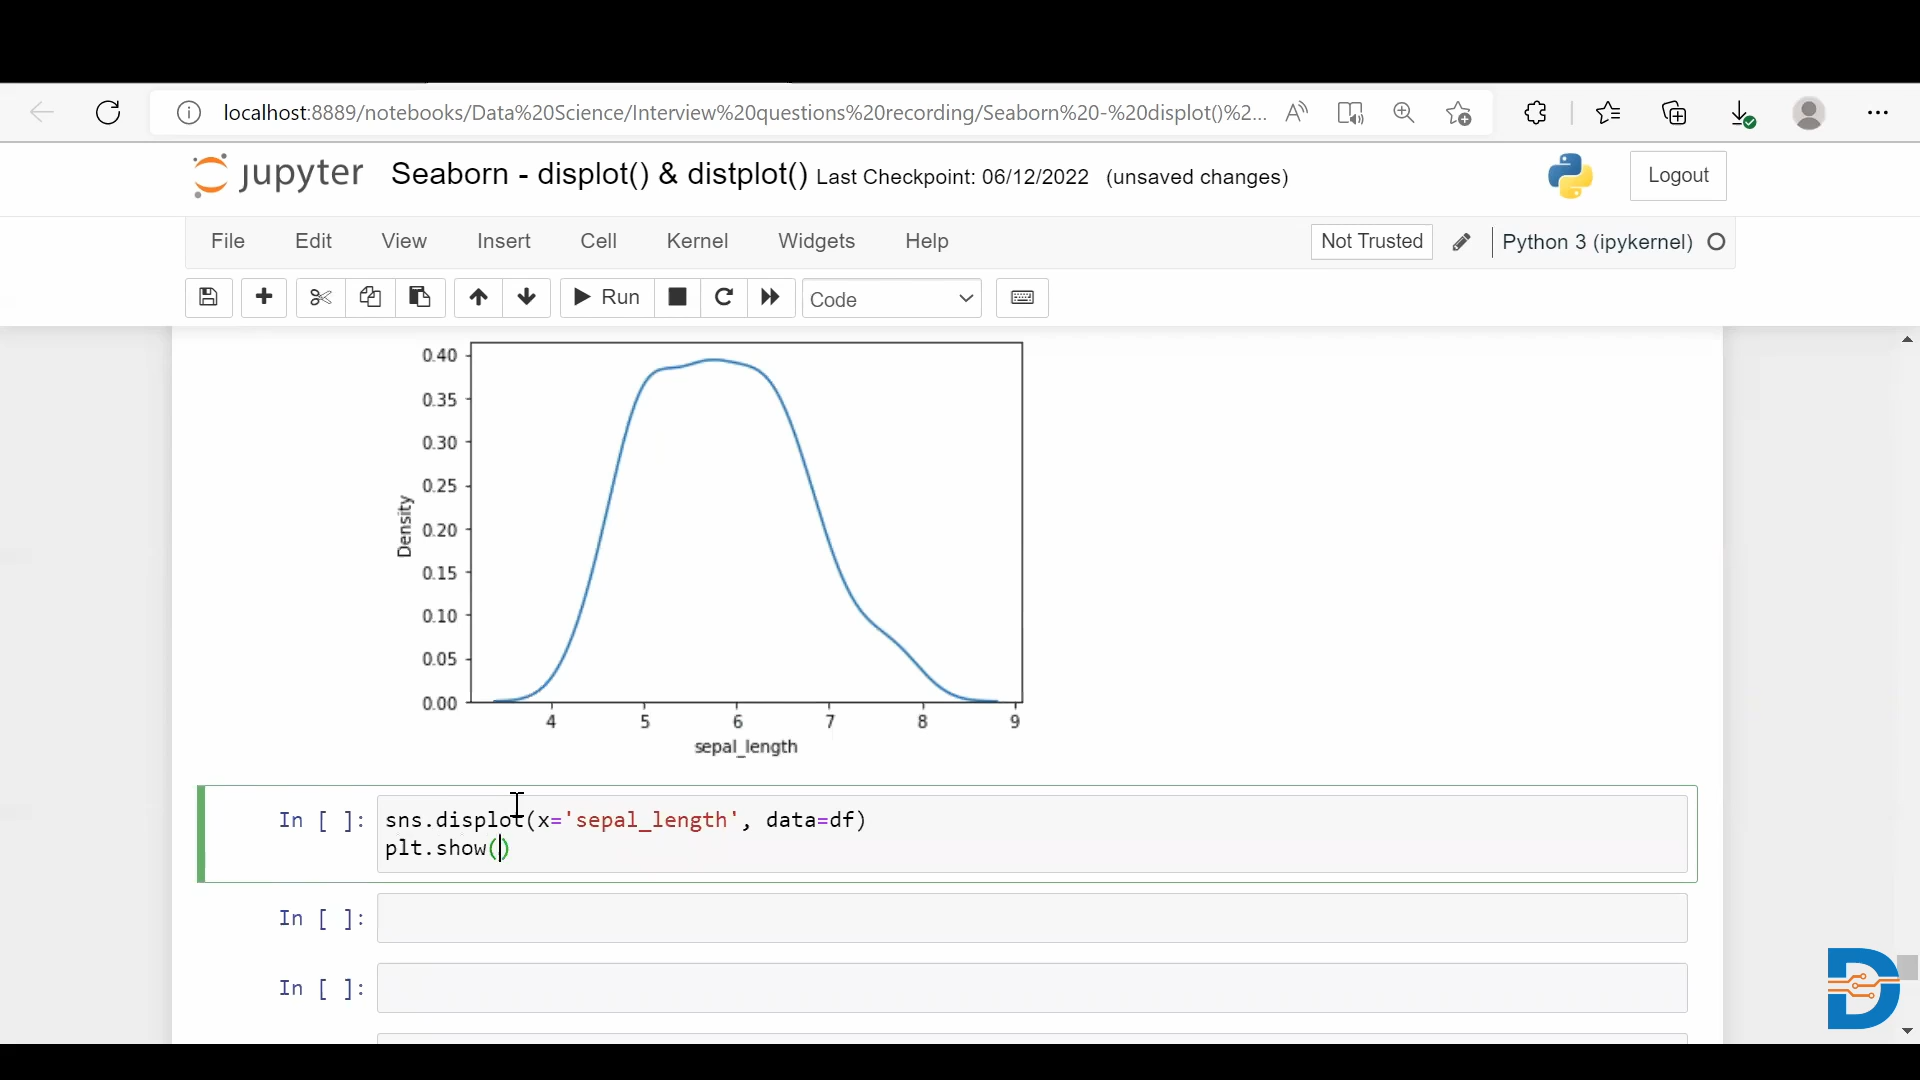 localhost:8889/notebooks/Data%20Science/Interview%20questions%20recording/Seaborn%20-%20displot()%2...
jupyter Seaborn - displot() & distplot() Last Checkpoint: 06/12/2022 (unsaved changes)
Logout
File Edit View Insert Cell Kernel Widgets Help
Not Trusted
Python 3 (ipykernel)
Run
Code
0.40
0.35
0.30
0.25
0.20
0.15
0.10
0.05
0.00
Density
4 5 6 7 8 9
sepal_length
In [ ]: sns.displot(x='sepal_length', data=df)
plt.show()
In [ ]:
In [ ]: